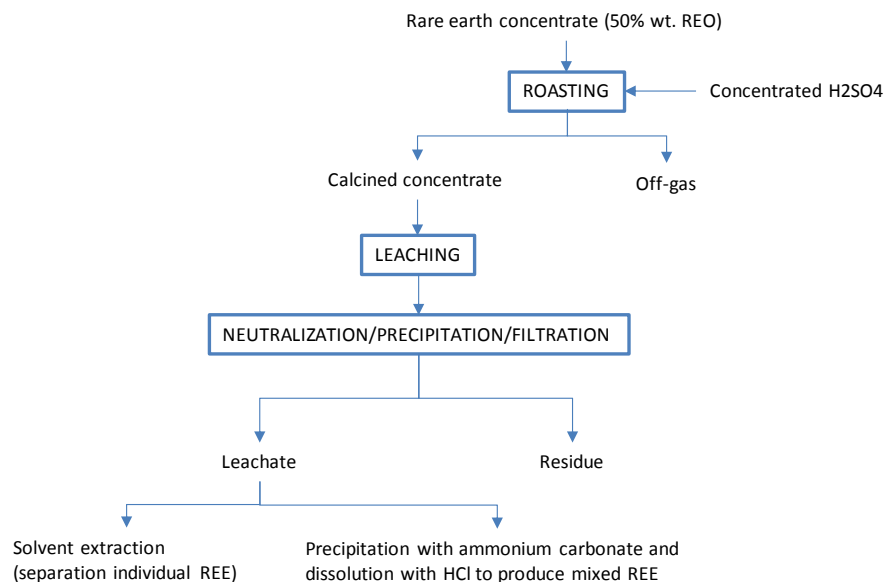 Rare earth concentrate (50% wt. REO)
ROASTING
Concentrated H2SO4
Calcined concentrate
Off-gas
LEACHING
NEUTRALIZATION/PRECIPITATION/FILTRATION
Leachate
Residue
Solvent extraction
(separation individual REE)
Precipitation with ammonium carbonate and
dissolution with HCl to produce mixed REE